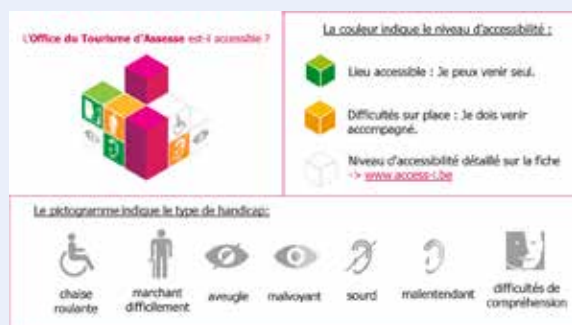 L'Office du Tourisme d'Assesse est-il accessible ?
La couleur indique le niveau d'accessibilité :
Lieu accessible : Je peux venir seul.
Difficultés sur place : Je dois venir
accompagné.
Niveau d'accessibilité détaillé sur la fiche
-> www.access-i.be
Le pictogramme indique le type de handicap :
chaise
roulante
marchant
difficilement
aveugle
malvoyant
sourd
malentendant
difficultés de
compréhension